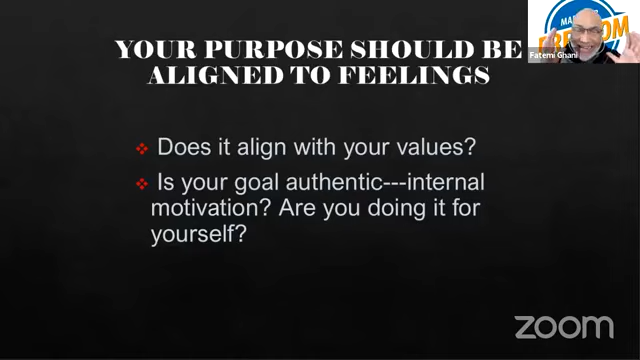 YOUR PURPOSE SHOULD BE
ALIGNED TO FEELINGS
Fatemi Ghani
Does it align with your values?
Is your goal authentic---internal
motivation? Are you doing it for
yourself?
zoom